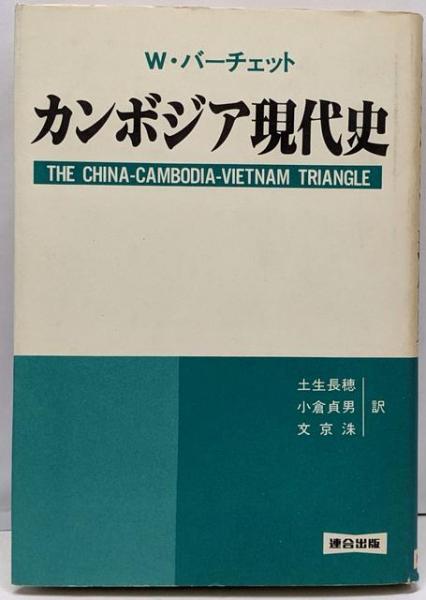 W・バーチェット
カンボジア現代史
THE CHINA-CAMBODIA-VIETNAM TRIANGLE
土生長穂
小倉貞男 訳
文京洙
連合出版